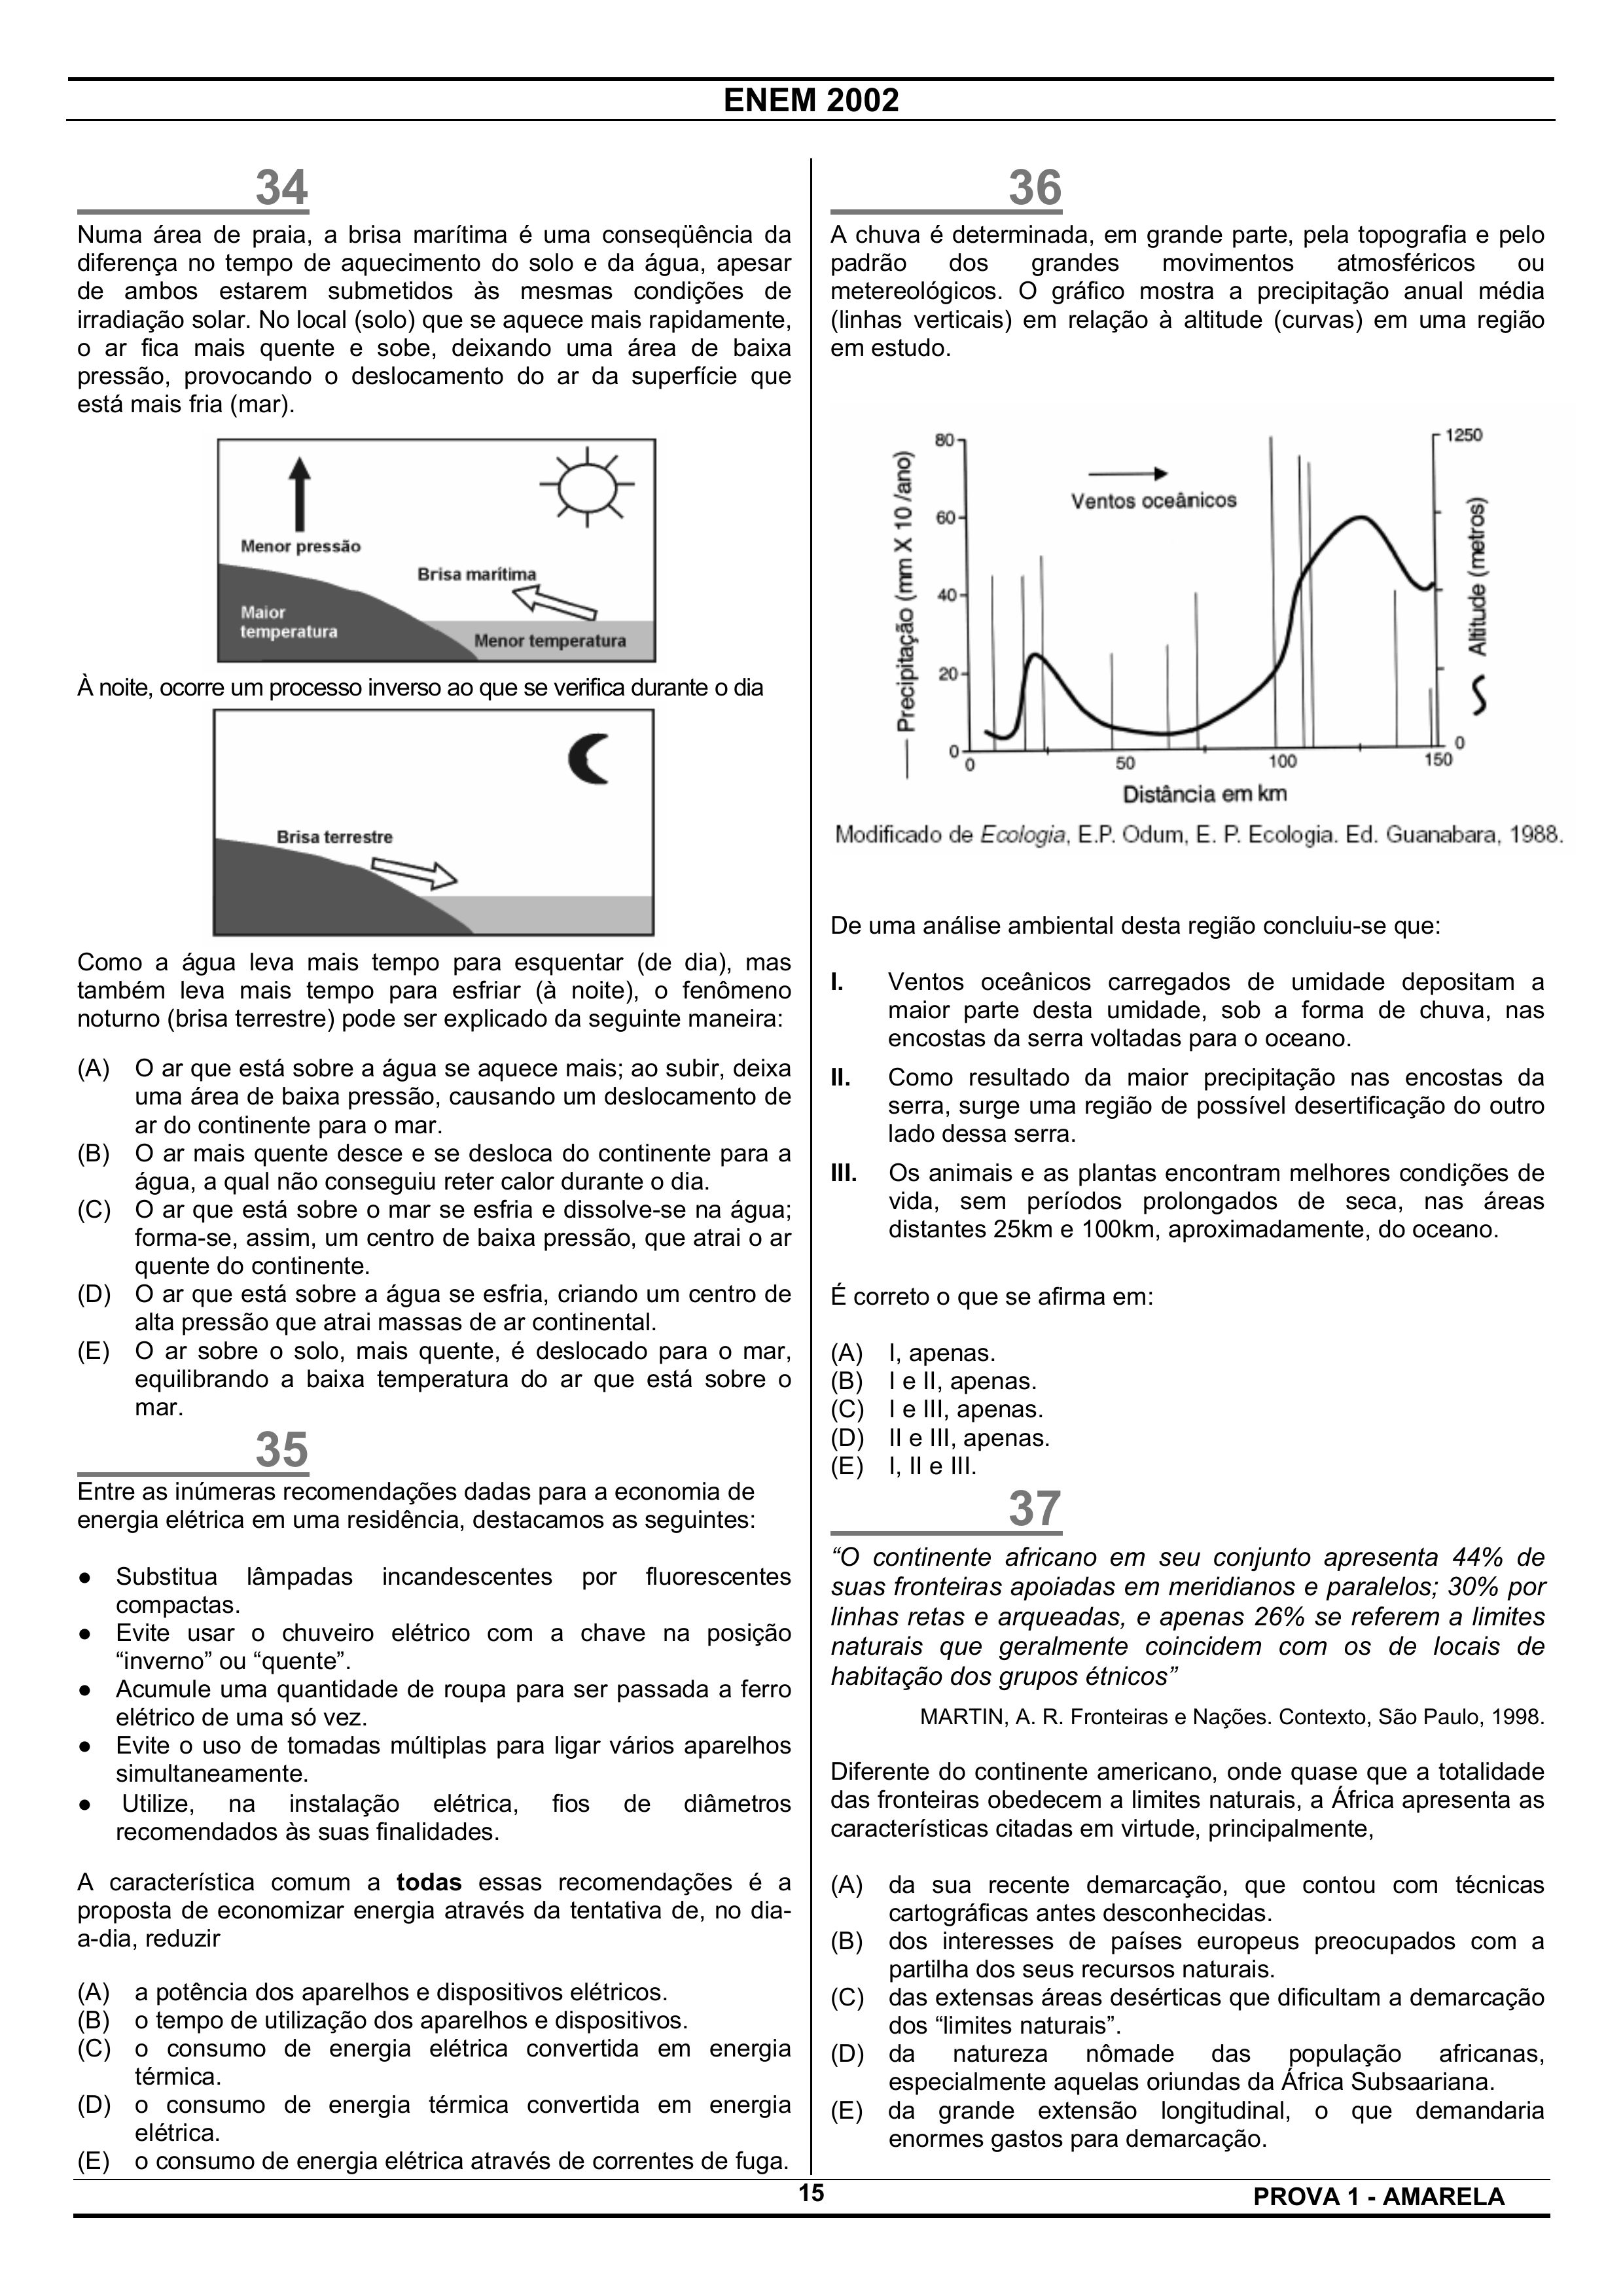 ENEM 2002
34
Numa área de praia, a brisa marítima é uma conseqüência da
diferença no tempo de aquecimento do solo e da água, apesar
de ambos estarem submetidos às mesmas condições de
irradiação solar. No local (solo) que se aquece mais rapidamente,
o ar fica mais quente e sobe, deixando uma área de baixa
pressão, provocando o deslocamento do ar da superfície que
está mais fria (mar).
Menor pressão
Brisa marítima
Maior
temperatura
Menor temperatura
À noite, ocorre um processo inverso ao que se verifica durante o dia
Brisa terrestre
Como a água leva mais tempo para esquentar (de dia), mas
também leva mais tempo para esfriar (à noite), o fenômeno
noturno (brisa terrestre) pode ser explicado da seguinte maneira:
(A) O ar que está sobre a água se aquece mais; ao subir, deixa
uma área de baixa pressão, causando um deslocamento de
ar do continente para o mar.
(B) O ar mais quente desce e se desloca do continente para a
água, a qual não conseguiu reter calor durante o dia.
(C) O ar que está sobre o mar se esfria e dissolve-se na água;
forma-se, assim, um centro de baixa pressão, que atrai o ar
quente do continente.
(D) O ar que está sobre a água se esfria, criando um centro de
alta pressão que atrai massas de ar continental.
(E) O ar sobre o solo, mais quente, é deslocado para o mar,
equilibrando a baixa temperatura do ar que está sobre o
mar.
35
Entre as inúmeras recomendações dadas para a economia de
energia elétrica em uma residência, destacamos as seguintes:
● Substitua lâmpadas incandescentes por fluorescentes
compactas.
● Evite usar o chuveiro elétrico com a chave na posição
“inverno” ou “quente”.
● Acumule uma quantidade de roupa para ser passada a ferro
elétrico de uma só vez.
● Evite o uso de tomadas múltiplas para ligar vários aparelhos
simultaneamente.
● Utilize, na instalação elétrica, fios de diâmetros
recomendados às suas finalidades.
A característica comum a todas essas recomendações é a
proposta de economizar energia através da tentativa de, no dia-
a-dia, reduzir
(A) a potência dos aparelhos e dispositivos elétricos.
(B) o tempo de utilização dos aparelhos e dispositivos.
(C) o consumo de energia elétrica convertida em energia
térmica.
(D) o consumo de energia térmica convertida em energia
elétrica.
(E) o consumo de energia elétrica através de correntes de fuga.
36
A chuva é determinada, em grande parte, pela topografia e pelo
padrão dos grandes movimentos atmosféricos ou
metereológicos. O gráfico mostra a precipitação anual média
(linhas verticais) em relação à altitude (curvas) em uma região
em estudo.
Precipitação (mm X 10 /ano)
80
60
40
20
0
Ventos oceânicos
1250
0
Altitude (metros)
0 50 100 150
Distância em km
Modificado de Ecologia, E.P. Odum, E. P. Ecologia. Ed. Guanabara, 1988.
De uma análise ambiental desta região concluiu-se que:
I. Ventos oceânicos carregados de umidade depositam a
maior parte desta umidade, sob a forma de chuva, nas
encostas da serra voltadas para o oceano.
II. Como resultado da maior precipitação nas encostas da
serra, surge uma região de possível desertificação do outro
lado dessa serra.
III. Os animais e as plantas encontram melhores condições de
vida, sem períodos prolongados de seca, nas áreas
distantes 25km e 100km, aproximadamente, do oceano.
É correto o que se afirma em:
(A) I, apenas.
(B) I e II, apenas.
(C) I e III, apenas.
(D) II e III, apenas.
(E) I, II e III.
37
“O continente africano em seu conjunto apresenta 44% de
suas fronteiras apoiadas em meridianos e paralelos; 30% por
linhas retas e arqueadas, e apenas 26% se referem a limites
naturais que geralmente coincidem com os de locais de
habitação dos grupos étnicos”
MARTIN, A. R. Fronteiras e Nações. Contexto, São Paulo, 1998.
Diferente do continente americano, onde quase que a totalidade
das fronteiras obedecem a limites naturais, a África apresenta as
características citadas em virtude, principalmente,
(A) da sua recente demarcação, que contou com técnicas
cartográficas antes desconhecidas.
(B) dos interesses de países europeus preocupados com a
partilha dos seus recursos naturais.
(C) das extensas áreas desérticas que dificultam a demarcação
dos “limites naturais”.
(D) da natureza nômade das população africanas,
especialmente aquelas oriundas da África Subsaariana.
(E) da grande extensão longitudinal, o que demandaria
enormes gastos para demarcação.
15
PROVA 1 - AMARELA